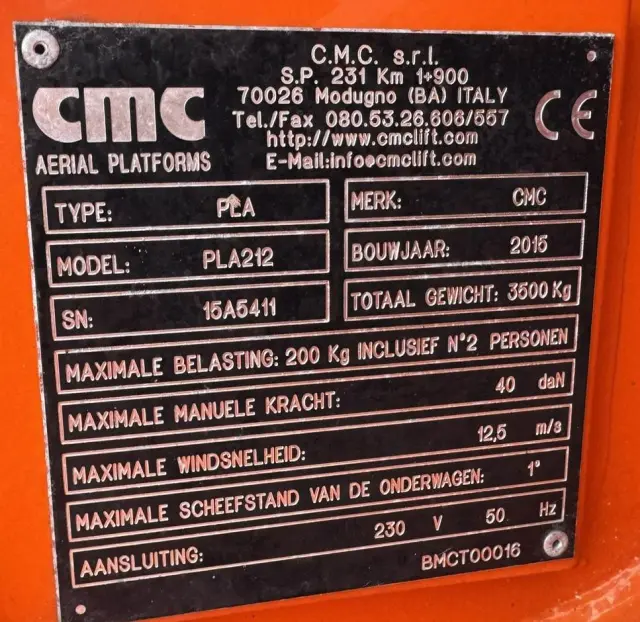 C.M.C. s.r.l.
S.P. 231 Km 1+900
70026 Modugno (BA) ITALY
Tel./Fax 080.53.26.606/557
http://www.cmclift.com
E-Mail:info@cmclift.com
cmc
AERIAL PLATFORMS
CE
TYPE: PLA
MERK: CMC
MODEL: PLA212
BOUWJAAR: 2015
SN: 15A5411
TOTAAL GEWICHT: 3500 Kg
MAXIMALE BELASTING: 200 Kg INCLUSIEF N°2 PERSONEN
MAXIMALE MANUELE KRACHT: 40 daN
MAXIMALE WINDSNELHEID: 12,5 m/s
MAXIMALE SCHEEFSTAND VAN DE ONDERWAGEN: 1°
AANSLUITING: 230 V 50 Hz
BMCT00016